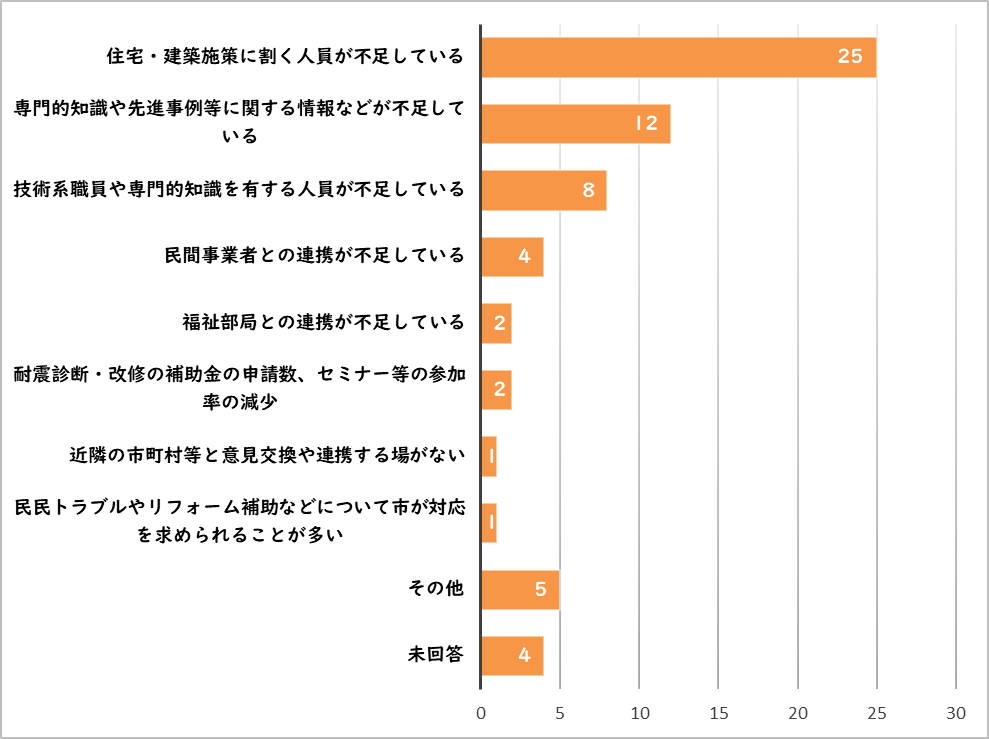 住宅・建築施策に割く人員が不足している
25
専門的知識や先進事例等に関する情報などが不足して
いる
12
技術系職員や専門的知識を有する人員が不足している
8
民間事業者との連携が不足している
4
福祉部局との連携が不足している
2
耐震診断・改修の補助金の申請数、セミナー等の参加
率の減少
2
近隣の市町村等と意見交換や連携する場がない
1
民民トラブルやリフォーム補助などについて市が対応
を求められることが多い
1
その他
5
未回答
4
0 5 10 15 20 25 30